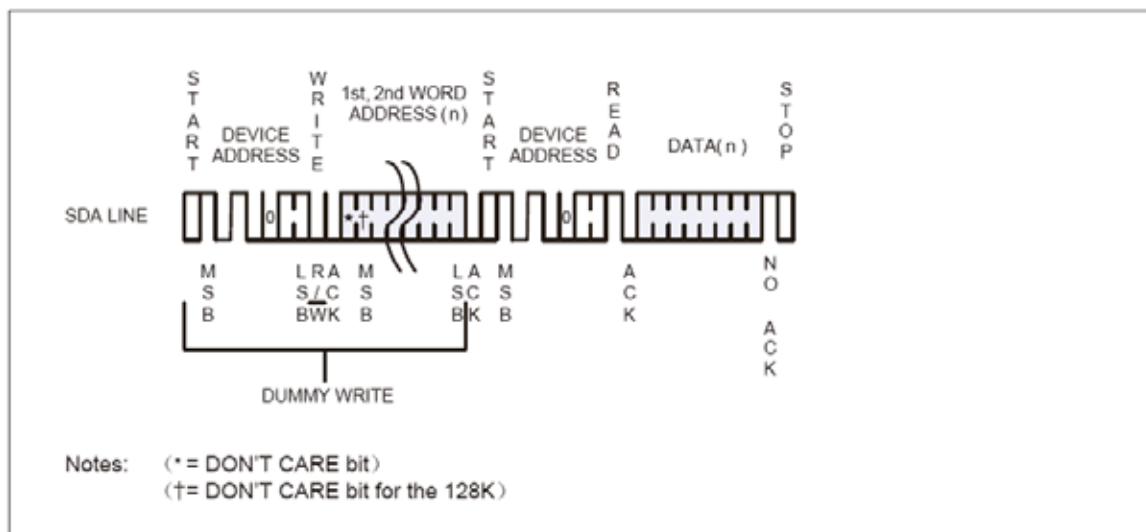 START
WRITE
1st, 2nd WORD
ADDRESS (n)
START
READ
STOP
DEVICE
ADDRESS
DEVICE
ADDRESS
DATA(n)
SDA LINE
0
*†
0
MSB
LSB
R/W
ACK
MSB
LSB
ACK
MSB
ACK
NO ACK
DUMMY WRITE
Notes: (* = DON'T CARE bit)
(†= DON'T CARE bit for the 128K)